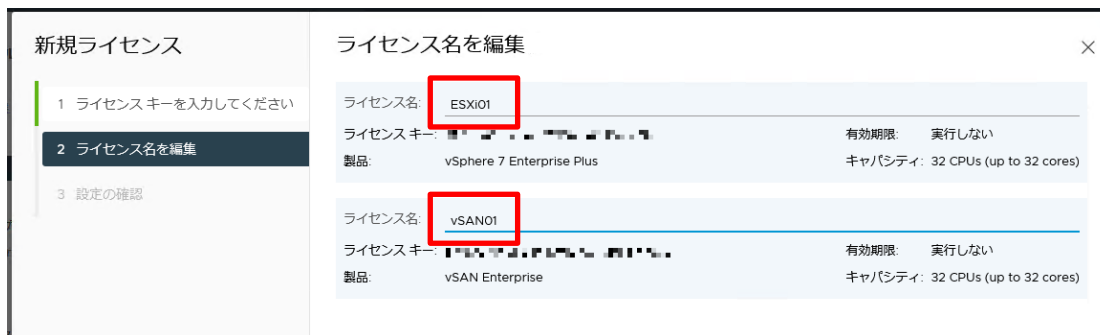 新規ライセンス
1 ライセンス キーを入力してください
2 ライセンス名を編集
3 設定の確認
ライセンス名を編集
ライセンス名: ESXi01
ライセンス キー:
有効期限: 実行しない
製品: vSphere 7 Enterprise Plus
キャパシティ: 32 CPUs (up to 32 cores)
ライセンス名: vSAN01
ライセンス キー:
有効期限: 実行しない
製品: vSAN Enterprise
キャパシティ: 32 CPUs (up to 32 cores)